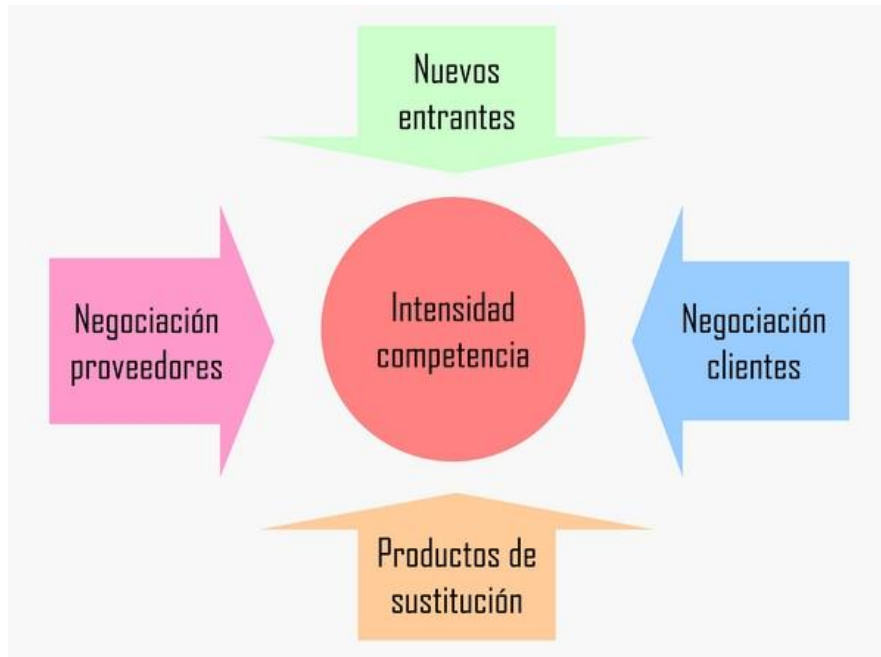 Nuevos
entrantes
Negociación
proveedores
Intensidad
competencia
Negociación
clientes
Productos de
sustitución